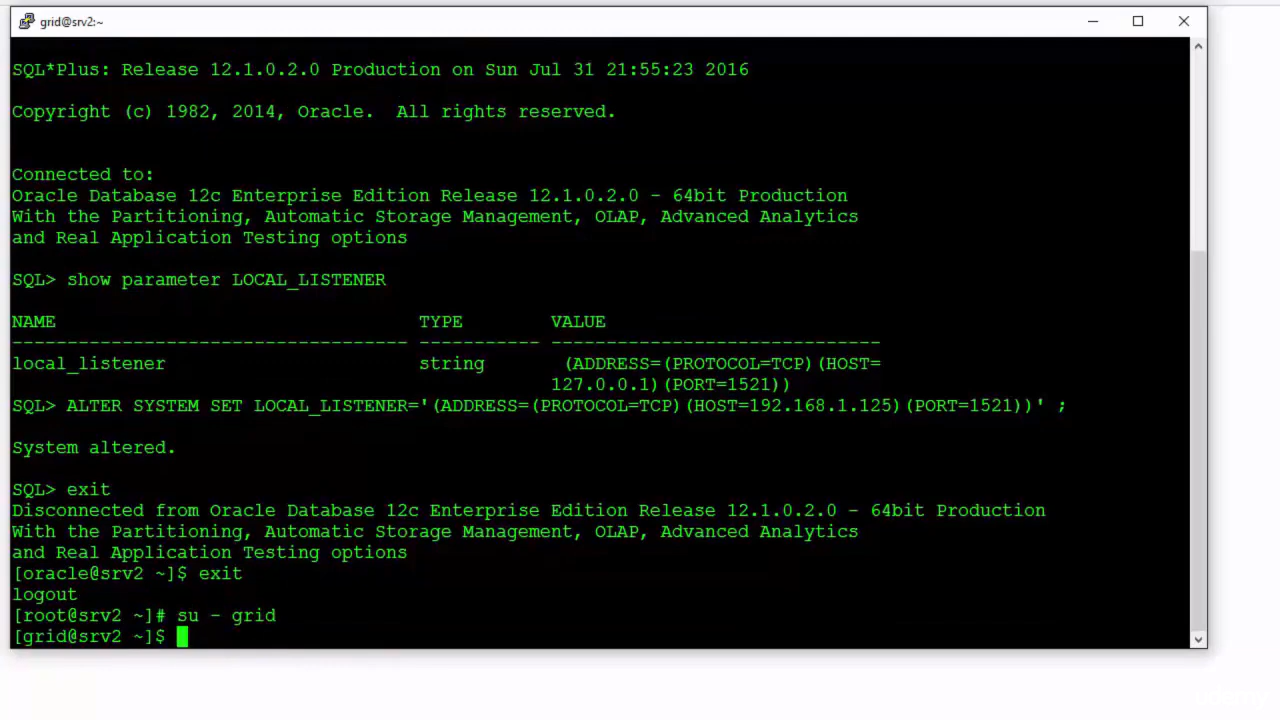 grid@srv2:~
SQL*Plus: Release 12.1.0.2.0 Production on Sun Jul 31 21:55:23 2016
Copyright (c) 1982, 2014, Oracle.  All rights reserved.
Connected to:
Oracle Database 12c Enterprise Edition Release 12.1.0.2.0 - 64bit Production
With the Partitioning, Automatic Storage Management, OLAP, Advanced Analytics
and Real Application Testing options
SQL> show parameter LOCAL_LISTENER
NAME                                 TYPE        VALUE
------------------------------------ ----------- ------------------------------
local_listener                       string       (ADDRESS=(PROTOCOL=TCP)(HOST=
                                                 127.0.0.1)(PORT=1521))
SQL> ALTER SYSTEM SET LOCAL_LISTENER='(ADDRESS=(PROTOCOL=TCP)(HOST=192.168.1.125)(PORT=1521))' ;
System altered.
SQL> exit
Disconnected from Oracle Database 12c Enterprise Edition Release 12.1.0.2.0 - 64bit Production
With the Partitioning, Automatic Storage Management, OLAP, Advanced Analytics
and Real Application Testing options
[oracle@srv2 ~]$ exit
logout
[root@srv2 ~]# su - grid
[grid@srv2 ~]$